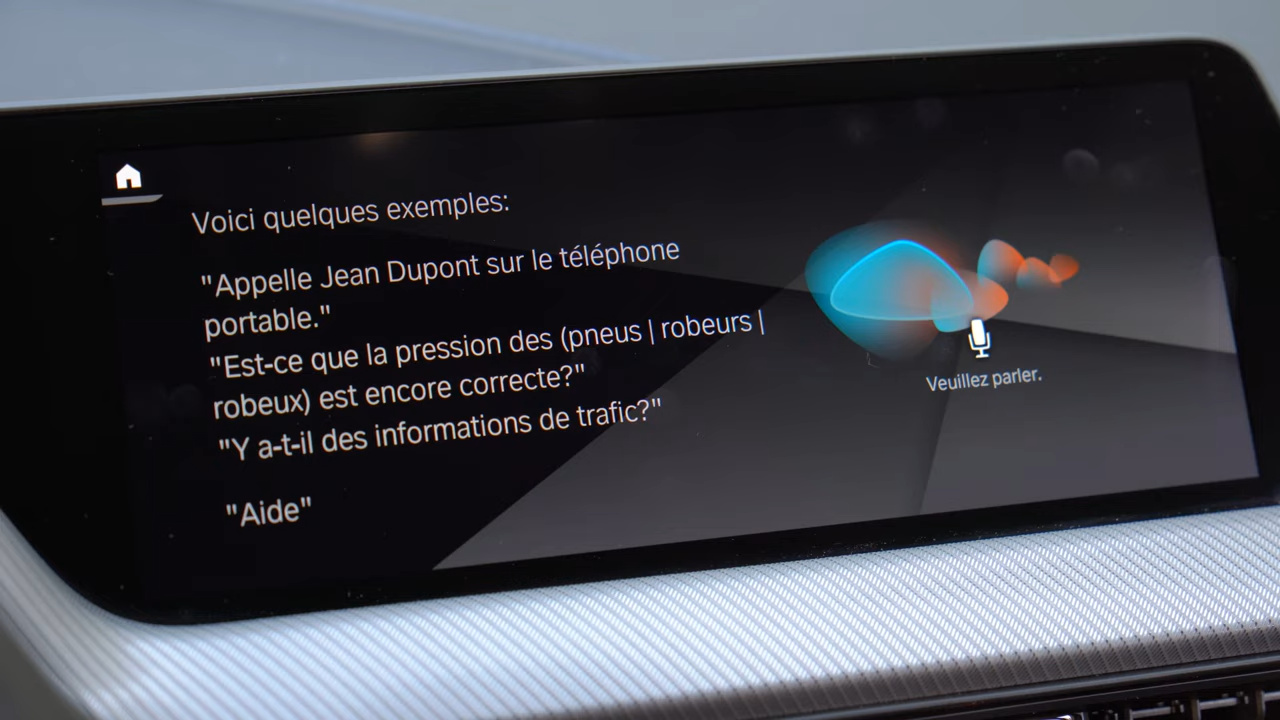 Voici quelques exemples:
"Appelle Jean Dupont sur le téléphone
portable."
"Est-ce que la pression des (pneus | robeurs |
robeux) est encore correcte?"
"Y a-t-il des informations de trafic?"
"Aide"
Veuillez parler.